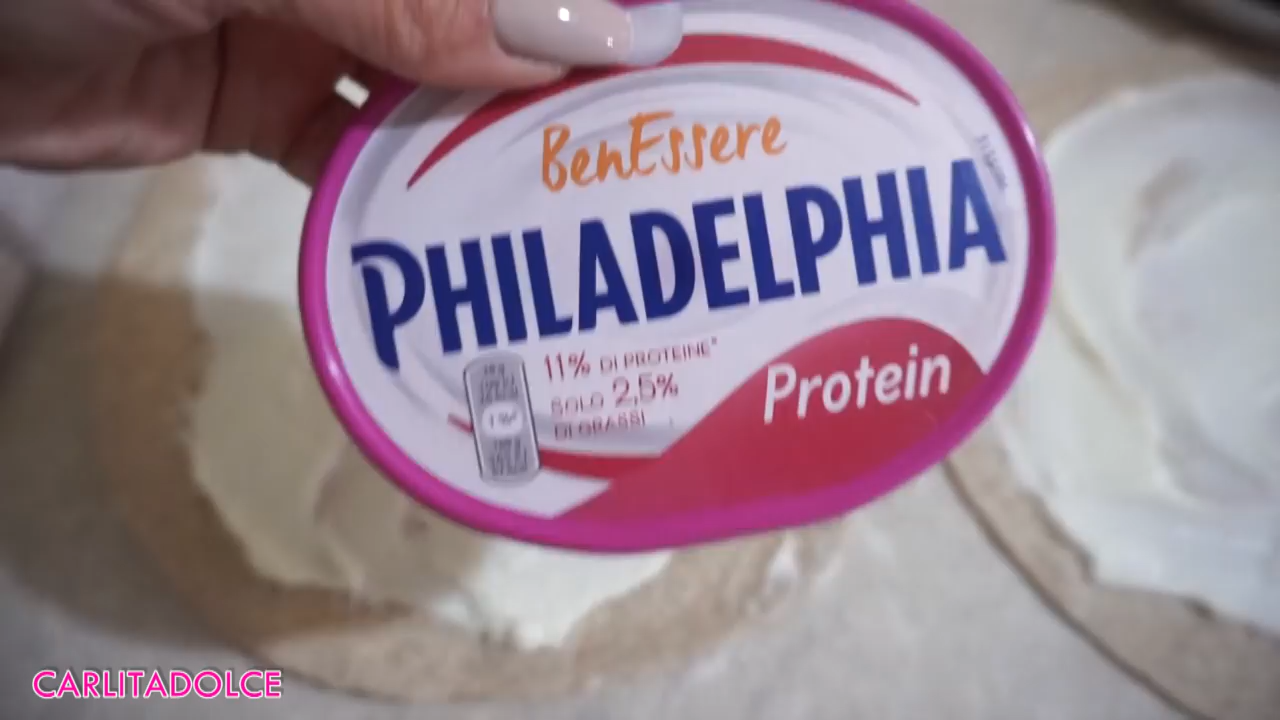 BenEssere
PHILADELPHIA
11% DI PROTEINE*
SOLO 2,5%
DI GRASSI
Protein
CARLITADOLCE